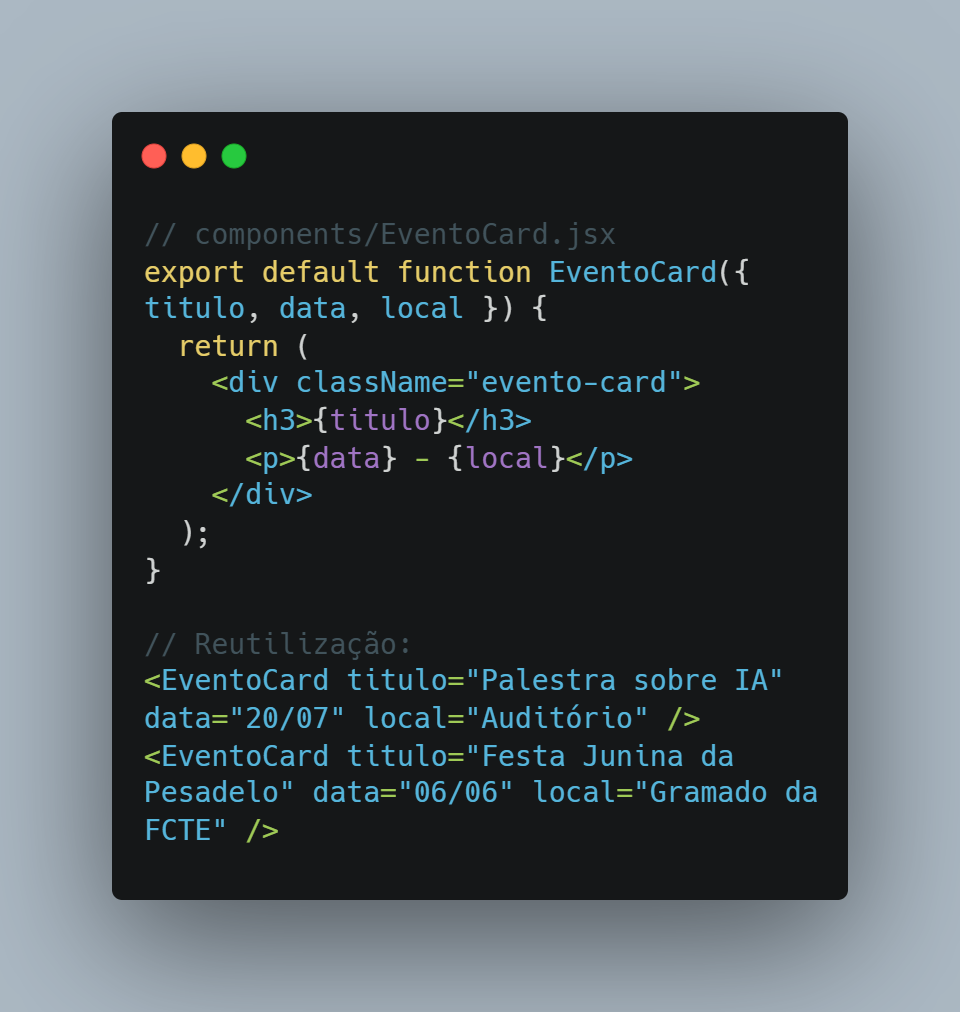 // components/EventoCard.jsx
export default function EventoCard({
titulo, data, local }) {
  return (
    <div className="evento-card">
      <h3>{titulo}</h3>
      <p>{data} - {local}</p>
    </div>
  );
}

// Reutilização:
<EventoCard titulo="Palestra sobre IA"
data="20/07" local="Auditório" />
<EventoCard titulo="Festa Junina da
Pesadelo" data="06/06" local="Gramado da
FCTE" />